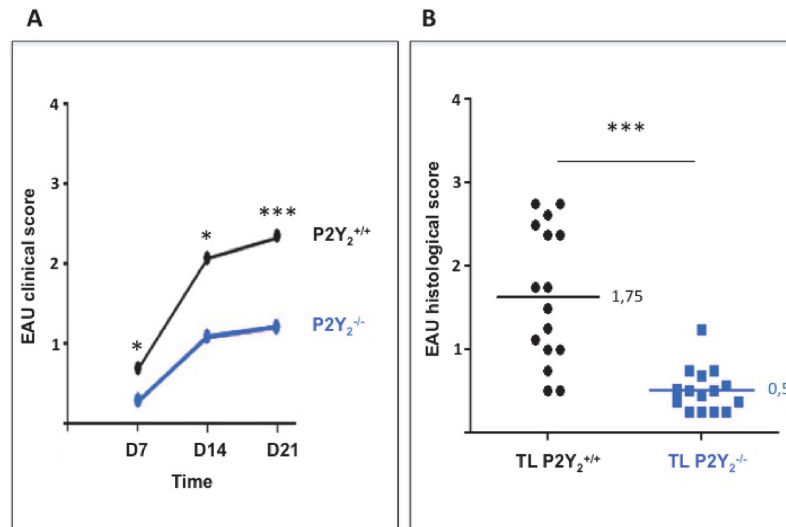 A
EAU clinical score
4
3
2
1
*
*
***
P2Y₂⁺/⁺
P2Y₂⁻/⁻
D7 D14 D21
Time
B
EAU histological score
4
3
2
1
***
1,75
0,5
TL P2Y₂⁺/⁺ TL P2Y₂⁻/⁻